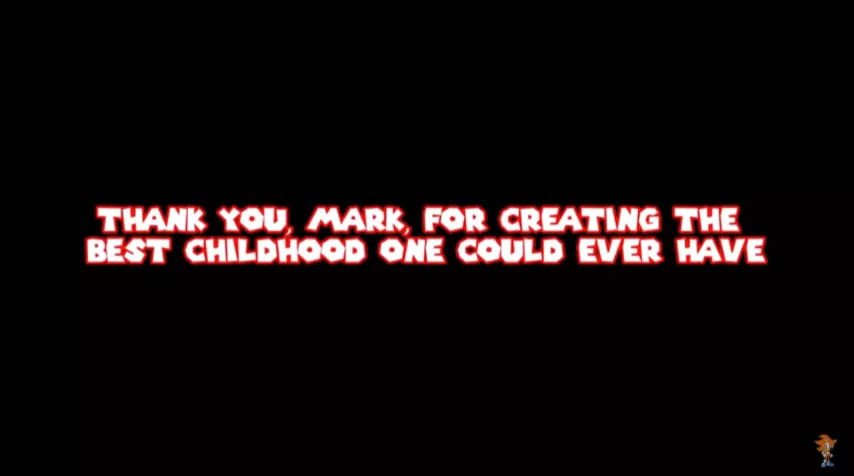 THANK YOU, MARK, FOR CREATING THE
BEST CHILDHOOD ONE COULD EVER HAVE